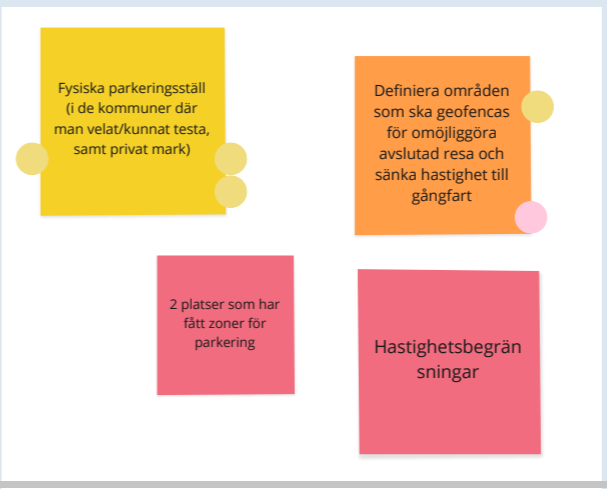 Fysiska parkeringsställ
(i de kommuner där
man velat/kunnat testa,
samt privat mark)
Definiera områden
som ska geofencas
för omöjliggöra
avslutad resa och
sänka hastighet till
gångfart
2 platser som har
fått zoner för
parkering
Hastighetsbegrän
sningar